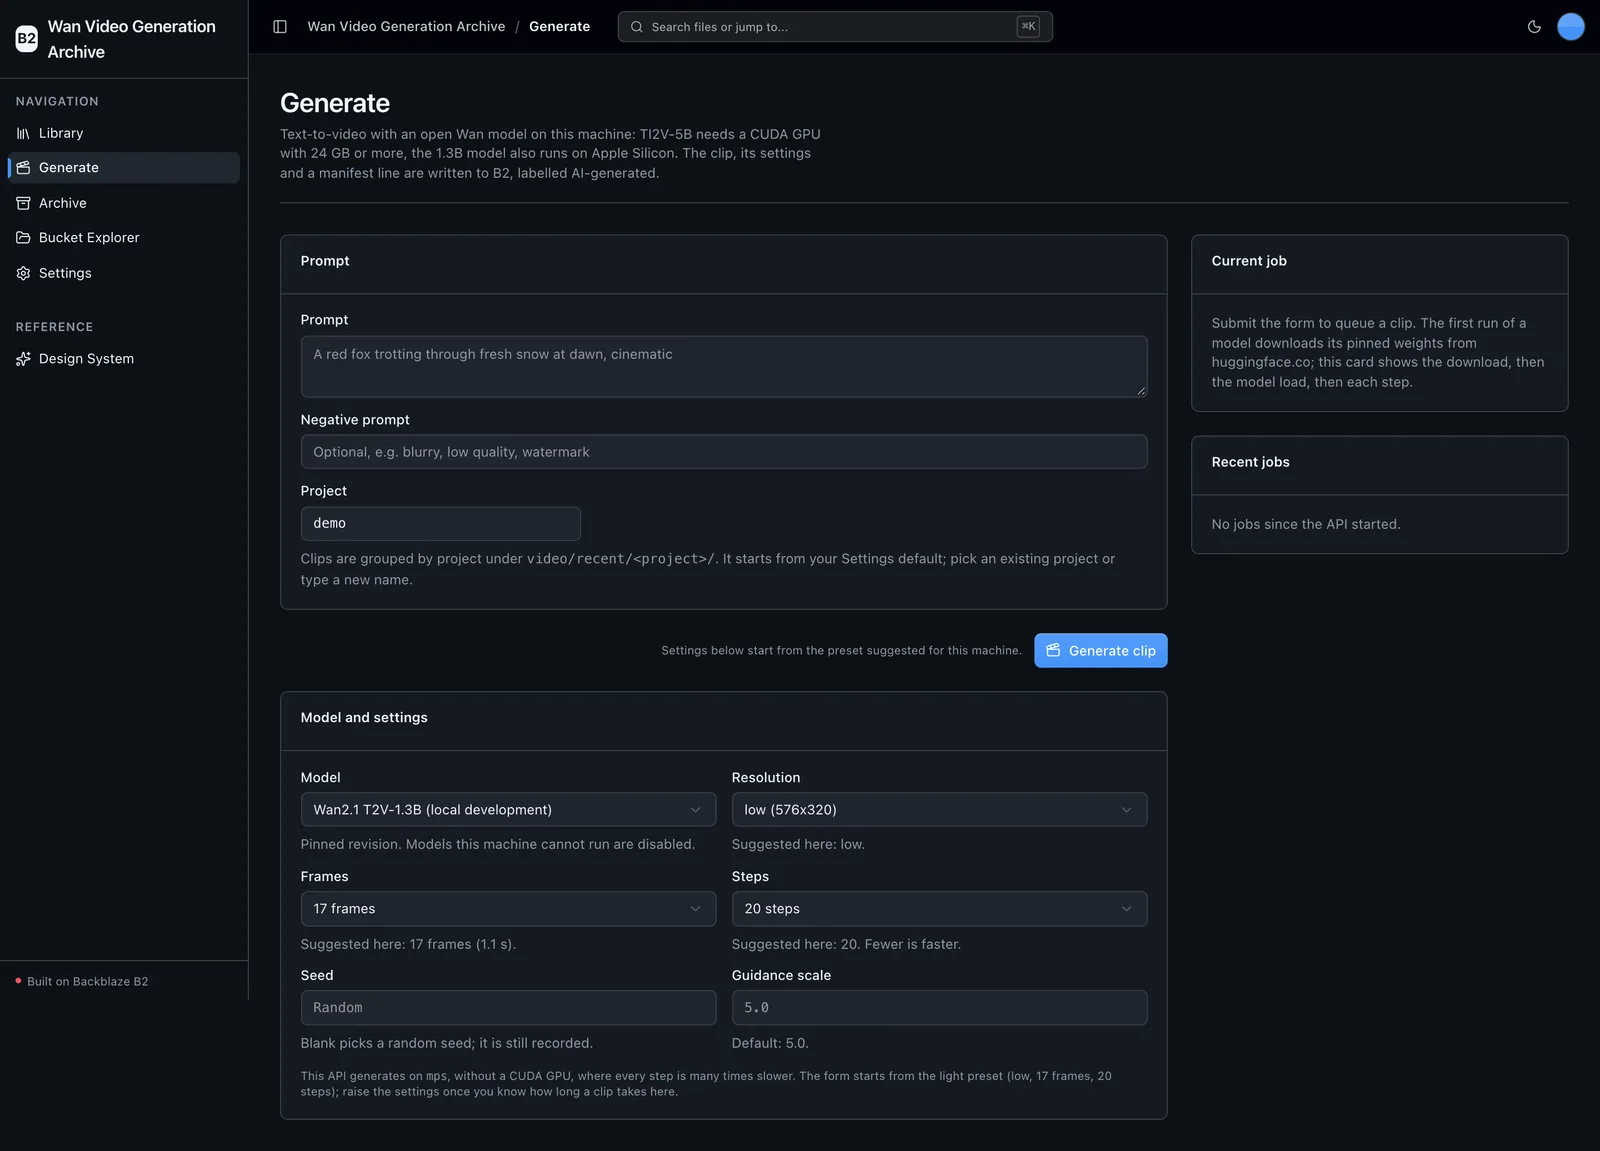 B2
Wan Video Generation
Archive
NAVIGATION
Library
Generate
Archive
Bucket Explorer
Settings
REFERENCE
Design System
Built on Backblaze B2
Wan Video Generation Archive / Generate
Search files or jump to...
⌘K
Generate
Text-to-video with an open Wan model on this machine: TI2V-5B needs a CUDA GPU
with 24 GB or more, the 1.3B model also runs on Apple Silicon. The clip, its settings
and a manifest line are written to B2, labelled AI-generated.
Prompt
Prompt
A red fox trotting through fresh snow at dawn, cinematic
Negative prompt
Optional, e.g. blurry, low quality, watermark
Project
demo
Clips are grouped by project under video/recent/<project>/. It starts from your Settings default; pick an existing project or
type a new name.
Settings below start from the preset suggested for this machine.
Generate clip
Model and settings
Model
Wan2.1 T2V-1.3B (local development)
Pinned revision. Models this machine cannot run are disabled.
Resolution
low (576x320)
Suggested here: low.
Frames
17 frames
Suggested here: 17 frames (1.1 s).
Steps
20 steps
Suggested here: 20. Fewer is faster.
Seed
Random
Blank picks a random seed; it is still recorded.
Guidance scale
5.0
Default: 5.0.
This API generates on mps, without a CUDA GPU, where every step is many times slower. The form starts from the light preset (low, 17 frames, 20
steps); raise the settings once you know how long a clip takes here.
Current job
Submit the form to queue a clip. The first run of a
model downloads its pinned weights from
huggingface.co; this card shows the download, then
the model load, then each step.
Recent jobs
No jobs since the API started.